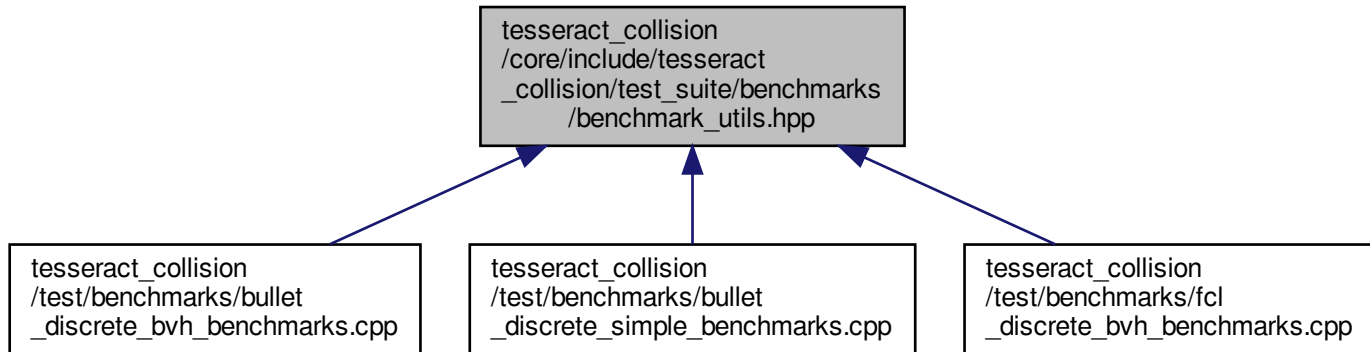 tesseract_collision
/core/include/tesseract
_collision/test_suite/benchmarks
/benchmark_utils.hpp
tesseract_collision
/test/benchmarks/bullet
_discrete_bvh_benchmarks.cpp
tesseract_collision
/test/benchmarks/bullet
_discrete_simple_benchmarks.cpp
tesseract_collision
/test/benchmarks/fcl
_discrete_bvh_benchmarks.cpp